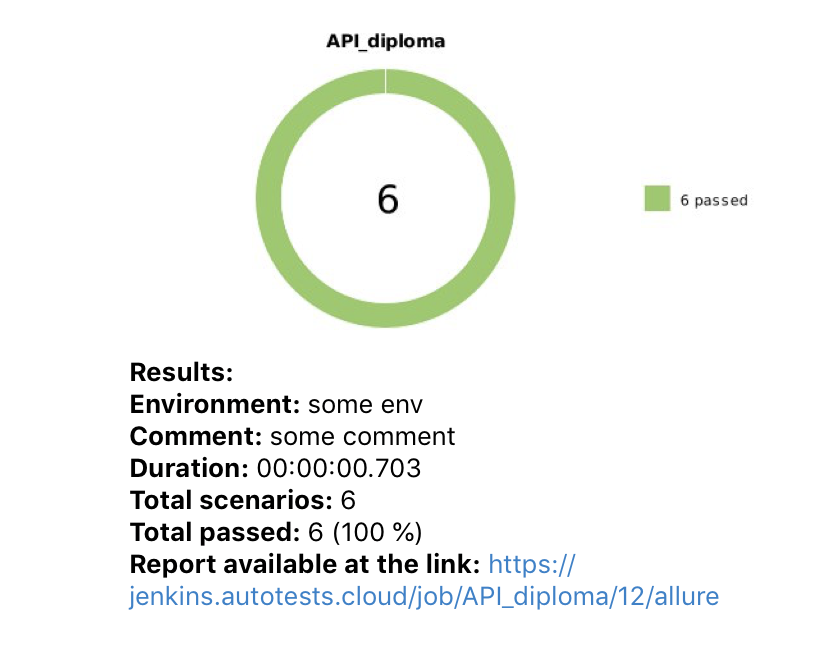 API_diploma
6
6 passed
Results:
Environment: some env
Comment: some comment
Duration: 00:00:00.703
Total scenarios: 6
Total passed: 6 (100 %)
Report available at the link: https://
jenkins.autotests.cloud/job/API_diploma/12/allure